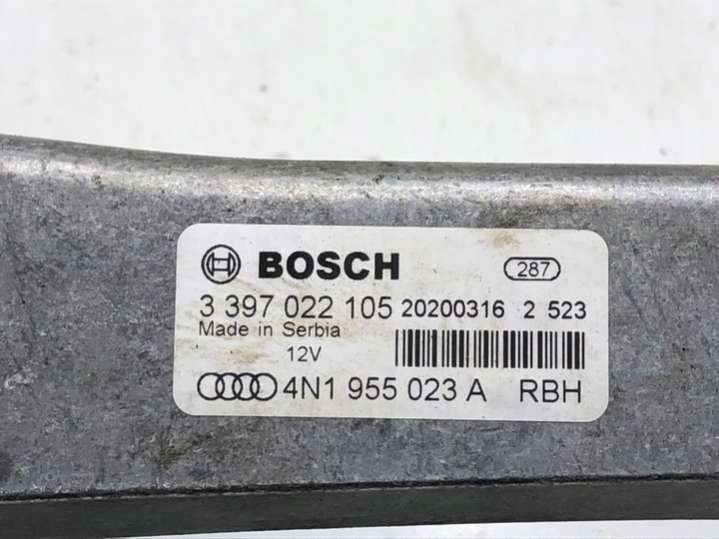 BOSCH 287
3 397 022 105 20200316 2 523
Made in Serbia
12V
4N1 955 023 A RBH